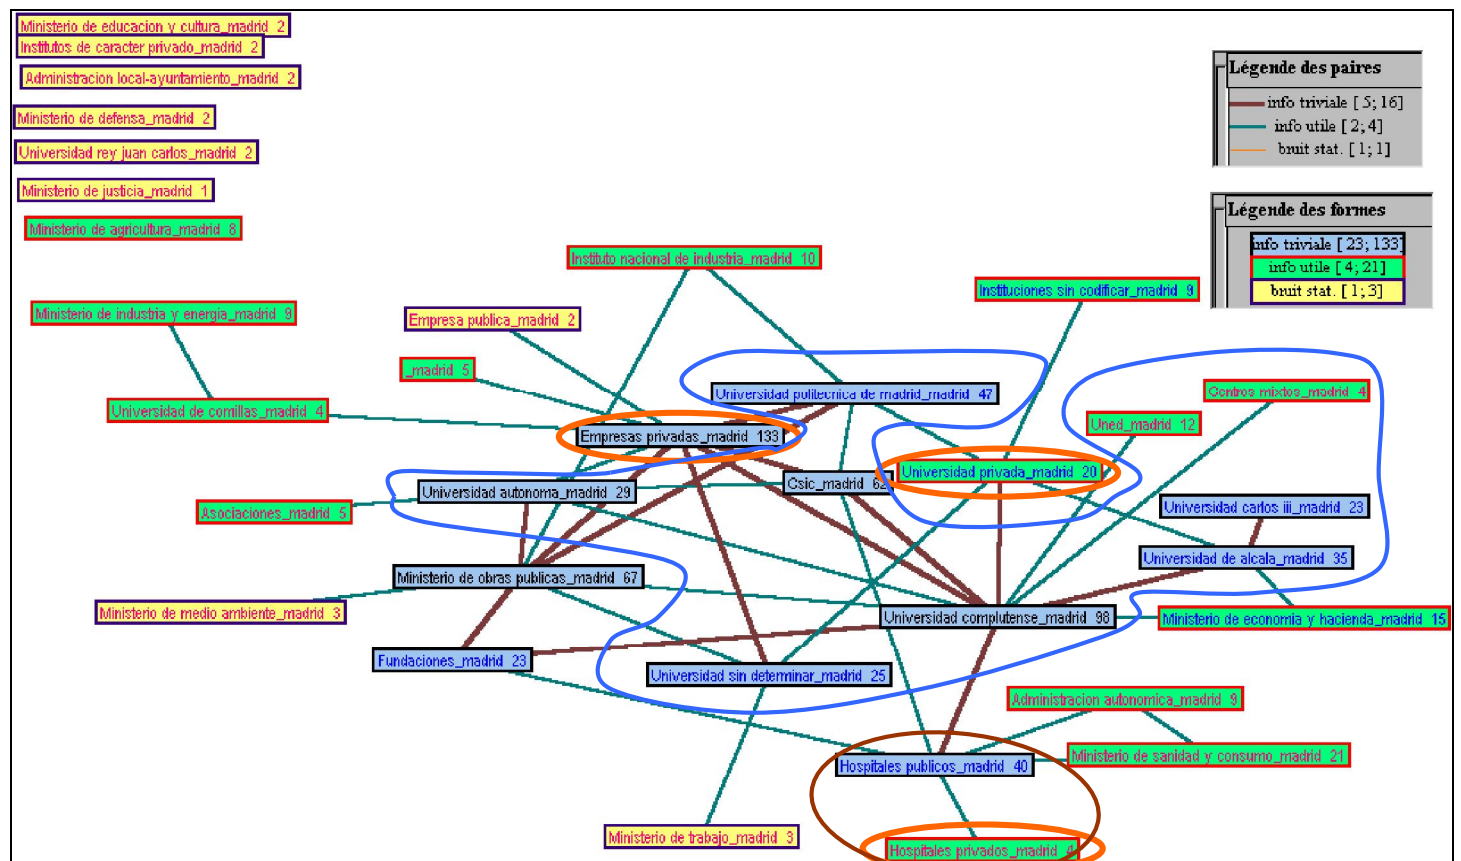 Ministerio de educacion y cultura_madrid 2
Institutos de caracter privado_madrid 2
Administracion local-ayuntamiento_madrid 2
Ministerio de defensa_madrid 2
Universidad rey juan carlos_madrid 2
Ministerio de justicia_madrid 1
Ministerio de agricultura_madrid 8
Légende des paires
info triviale [ 5; 16]
info utile [ 2; 4]
bruit stat. [ 1; 1]
Légende des formes
info triviale [ 23; 133]
info utile [ 4; 21]
bruit stat. [ 1; 3]
Instituto nacional de industria_madrid 10
Instituciones sin codificar_madrid 9
Ministerio de industria y energia_madrid 9
Empresa publica_madrid 2
_madrid 5
Universidad politecnica de madrid_madrid 47
Centros mixtos_madrid 4
Universidad de comillas_madrid 4
Uned_madrid 12
Empresas privadas_madrid 133
Universidad privada_madrid 20
Csic_madrid 62
Universidad autonoma_madrid 29
Asociaciones_madrid 5
Universidad carlos iii_madrid 23
Universidad de alcala_madrid 35
Ministerio de obras publicas_madrid 67
Ministerio de medio ambiente_madrid 3
Universidad complutense_madrid 98
Ministerio de economia y hacienda_madrid 15
Fundaciones_madrid 23
Universidad sin determinar_madrid 25
Administracion autonomica_madrid 9
Ministerio de sanidad y consumo_madrid 21
Hospitales publicos_madrid 40
Ministerio de trabajo_madrid 3
Hospitales privados_madrid 4